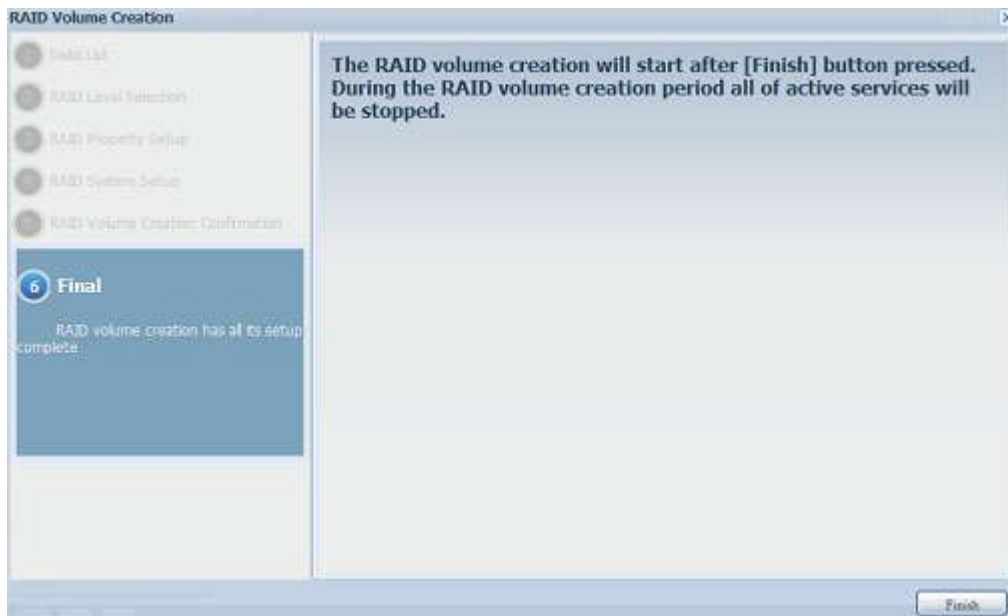 RAID Volume Creation
RAID Level Selection
RAID Property Setup
RAID System Setup
RAID Volume Creation Confirmation
6 Final
RAID volume creation has all its setup
complete
The RAID volume creation will start after [Finish] button pressed.
During the RAID volume creation period all of active services will
be stopped.
Finish